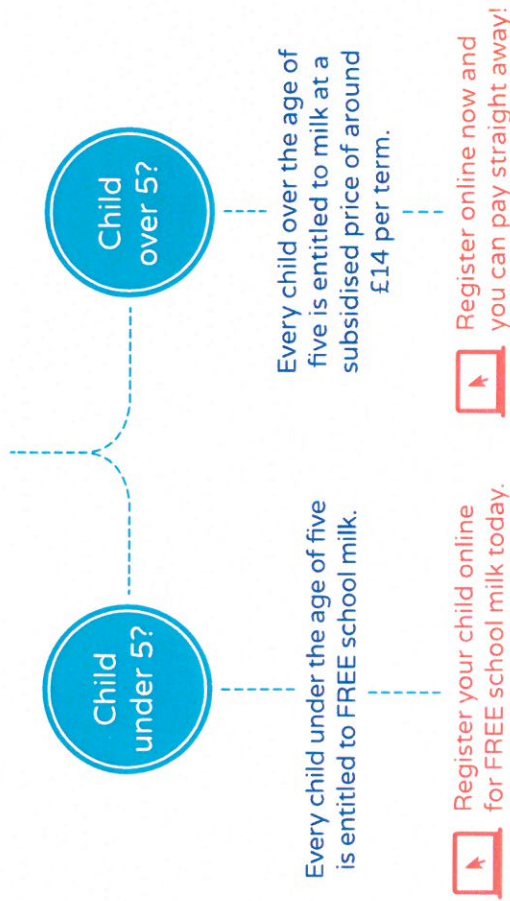 Child
under 5?
Every child under the age of five
is entitled to FREE school milk.
Register your child online
for FREE school milk today.
Child
over 5?
Every child over the age of
five is entitled to milk at a
subsidised price of around
£14 per term.
Register online now and
you can pay straight away!